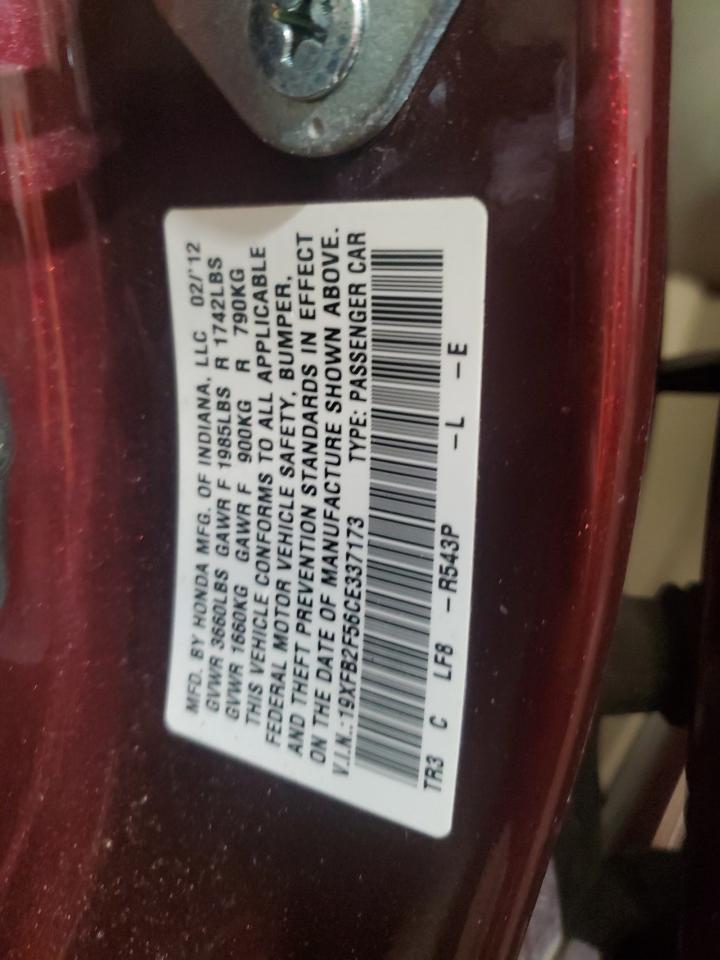 MFD. BY HONDA MFG. OF INDIANA, LLC 02/'12
GVWR 3660LBS GAWR F 1985LBS R 1742LBS
GVWR 1660KG GAWR F 900KG R 790KG
THIS VEHICLE CONFORMS TO ALL APPLICABLE
FEDERAL MOTOR VEHICLE SAFETY, BUMPER,
AND THEFT PREVENTION STANDARDS IN EFFECT
ON THE DATE OF MANUFACTURE SHOWN ABOVE.
V.I.N.:19XFB2F56CE337173 TYPE: PASSENGER CAR
TR3 C LF8 -R543P -L -E